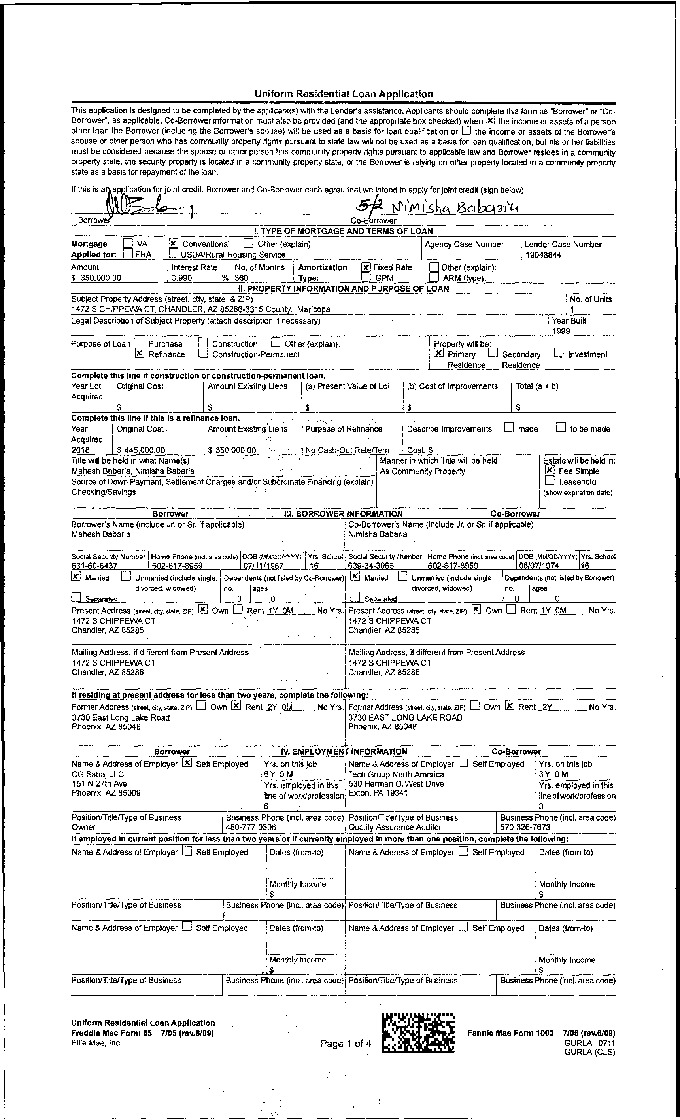 Uniform Residential Loan Application
This application is designed to be completed by the applicant(s) with the Lender's assistance. Applicants should complete this form as "Borrower" or "Co-
Borrower", as applicable. Co-Borrower information must also be provided (and the appropriate box checked) when the income or assets of a person
other than the Borrower (including the Borrower's spouse) will be used as a basis for loan qualification or the income or assets of the Borrower's
spouse or other person who has community property rights pursuant to state law will not be used as a basis for loan qualification, but his or her liabilities
must be considered because the spouse or other person has community property rights pursuant to applicable law and Borrower resides in a community
property state, the security property is located in a community property state, or the Borrower is relying on other property located in a community property
state as a basis for repayment of the loan.
If this is an application for joint credit, Borrower and Co-Borrower each agree that we intend to apply for joint credit (sign below)
Nimisha Babaria
Borrower Co-Borrower
I. TYPE OF MORTGAGE AND TERMS OF LOAN
Mortgage VA Conventional Other (explain) Agency Case Number Lender Case Number
Applied for: FHA USDA/Rural Housing Service
Amount Interest Rate No. of Months Amortization Fixed Rate Other (explain):
$ 350,000.00 3.990 % 360 Type: GPM ARM (type):
II. PROPERTY INFORMATION AND PURPOSE OF LOAN
Subject Property Address (street, city, state, & ZIP) No. of Units
1472 S CHIPPEWA CT, CHANDLER, AZ County: Maricopa 1
Legal Description of Subject Property (attach description if necessary) Year Built
1999
Purpose of Loan Purchase Construction Other (explain): Property will be:
Refinance Construction-Permanent Primary Residence Secondary Residence Investment
Complete this line if construction or construction-permanent loan.
Year Lot Acquired Original Cost Amount Existing Liens (a) Present Value of Lot (b) Cost of Improvements Total (a + b)
$ $ $ $ $
Complete this line if this is a refinance loan.
Year Acquired Original Cost Amount Existing Liens Purpose of Refinance Describe Improvements made to be made
2018 $ 445,000.00 $ 350,000.00 No Cash-Out Rate/Term Cost: $
Title will be held in what Name(s) Manner in which Title will be held Estate will be held in:
Mahesh Babaria, Nimisha Babaria As Community Property Fee Simple
Source of Down Payment, Settlement Charges and/or Subordinate Financing (explain) Leasehold
Checking/Savings (show expiration date)
Borrower III. BORROWER INFORMATION Co-Borrower
Borrower's Name (include Jr. or Sr. if applicable) Co-Borrower's Name (include Jr. or Sr. if applicable)
Mahesh Babaria Nimisha Babaria
Social Security Number Home Phone (incl. area code) DOB (MM/DD/YYYY) Yrs. School Social Security Number Home Phone (incl. area code) DOB (MM/DD/YYYY) Yrs. School
Married Unmarried (include single, divorced, widowed) Dependents (not listed by Co-Borrower) Married Unmarried (include single, divorced, widowed) Dependents (not listed by Borrower)
Separated no. 0 ages 0 Separated no. 0 ages 0
Present Address (street, city, state, ZIP) Own Rent 1Y 0M No Yrs. Present Address (street, city, state, ZIP) Own Rent 1Y 0M No Yrs.
1472 S CHIPPEWA CT 1472 S CHIPPEWA CT
Chandler, AZ 85286 Chandler, AZ 85286
Mailing Address, if different from Present Address Mailing Address, if different from Present Address
1472 S CHIPPEWA CT 1472 S CHIPPEWA CT
Chandler, AZ 85286 Chandler, AZ 85286
If residing at present address for less than two years, complete the following:
Former Address (street, city, state, ZIP) Own Rent 2Y 0M No Yrs. Former Address (street, city, state, ZIP) Own Rent 2Y No Yrs.
3730 East Long Lake Road 3730 EAST LONG LAKE ROAD
Phoenix, AZ 85048 Phoenix, AZ 85048
Borrower IV. EMPLOYMENT INFORMATION Co-Borrower
Name & Address of Employer Self Employed Yrs. on this job Name & Address of Employer Self Employed Yrs. on this job
LLC 6Y 0M Tech Group North America 3Y 0M
151 N 27th Ave Yrs. employed in this line of work/profession 530 Herman O. West Drive Yrs. employed in this line of work/profession
Phoenix, AZ 85009 6 Exton, PA 19341
Position/Title/Type of Business Business Phone (incl. area code) Position/Title/Type of Business Business Phone (incl. area code)
Owner Quality Assurance Auditor
If employed in current position for less than two years or if currently employed in more than one position, complete the following:
Name & Address of Employer Self Employed Dates (from-to) Name & Address of Employer Self Employed Dates (from-to)
Monthly Income Monthly Income
$ $
Position/Title/Type of Business Business Phone (incl. area code) Position/Title/Type of Business Business Phone (incl. area code)
Name & Address of Employer Self Employed Dates (from-to) Name & Address of Employer Self Employed Dates (from-to)
Monthly Income Monthly Income
$ $
Position/Title/Type of Business Business Phone (incl. area code) Position/Title/Type of Business Business Phone (incl. area code)
Uniform Residential Loan Application
Freddie Mac Form 65 7/05 (rev.6/09) Fannie Mae Form 1003 7/05 (rev.6/09)
Ellie Mae, Inc. Page 1 of 4 GURLA 0711
GURLA (CLS)